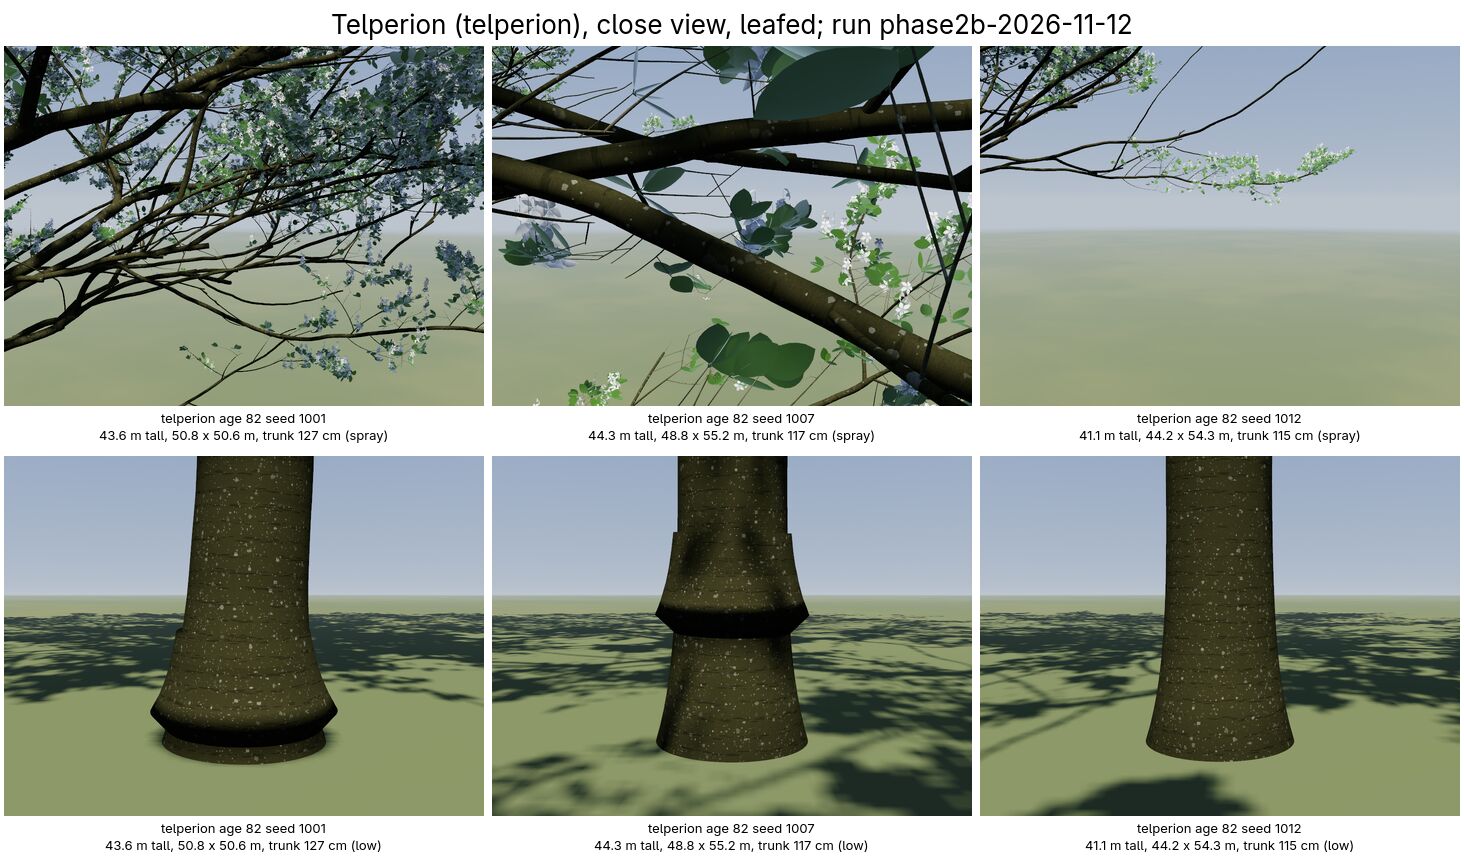 Telperion (telperion), close view, leafed; run phase2b-2026-11-12
telperion age 82 seed 1001
43.6 m tall, 50.8 x 50.6 m, trunk 127 cm (spray)
telperion age 82 seed 1007
44.3 m tall, 48.8 x 55.2 m, trunk 117 cm (spray)
telperion age 82 seed 1012
41.1 m tall, 44.2 x 54.3 m, trunk 115 cm (spray)
telperion age 82 seed 1001
43.6 m tall, 50.8 x 50.6 m, trunk 127 cm (low)
telperion age 82 seed 1007
44.3 m tall, 48.8 x 55.2 m, trunk 117 cm (low)
telperion age 82 seed 1012
41.1 m tall, 44.2 x 54.3 m, trunk 115 cm (low)